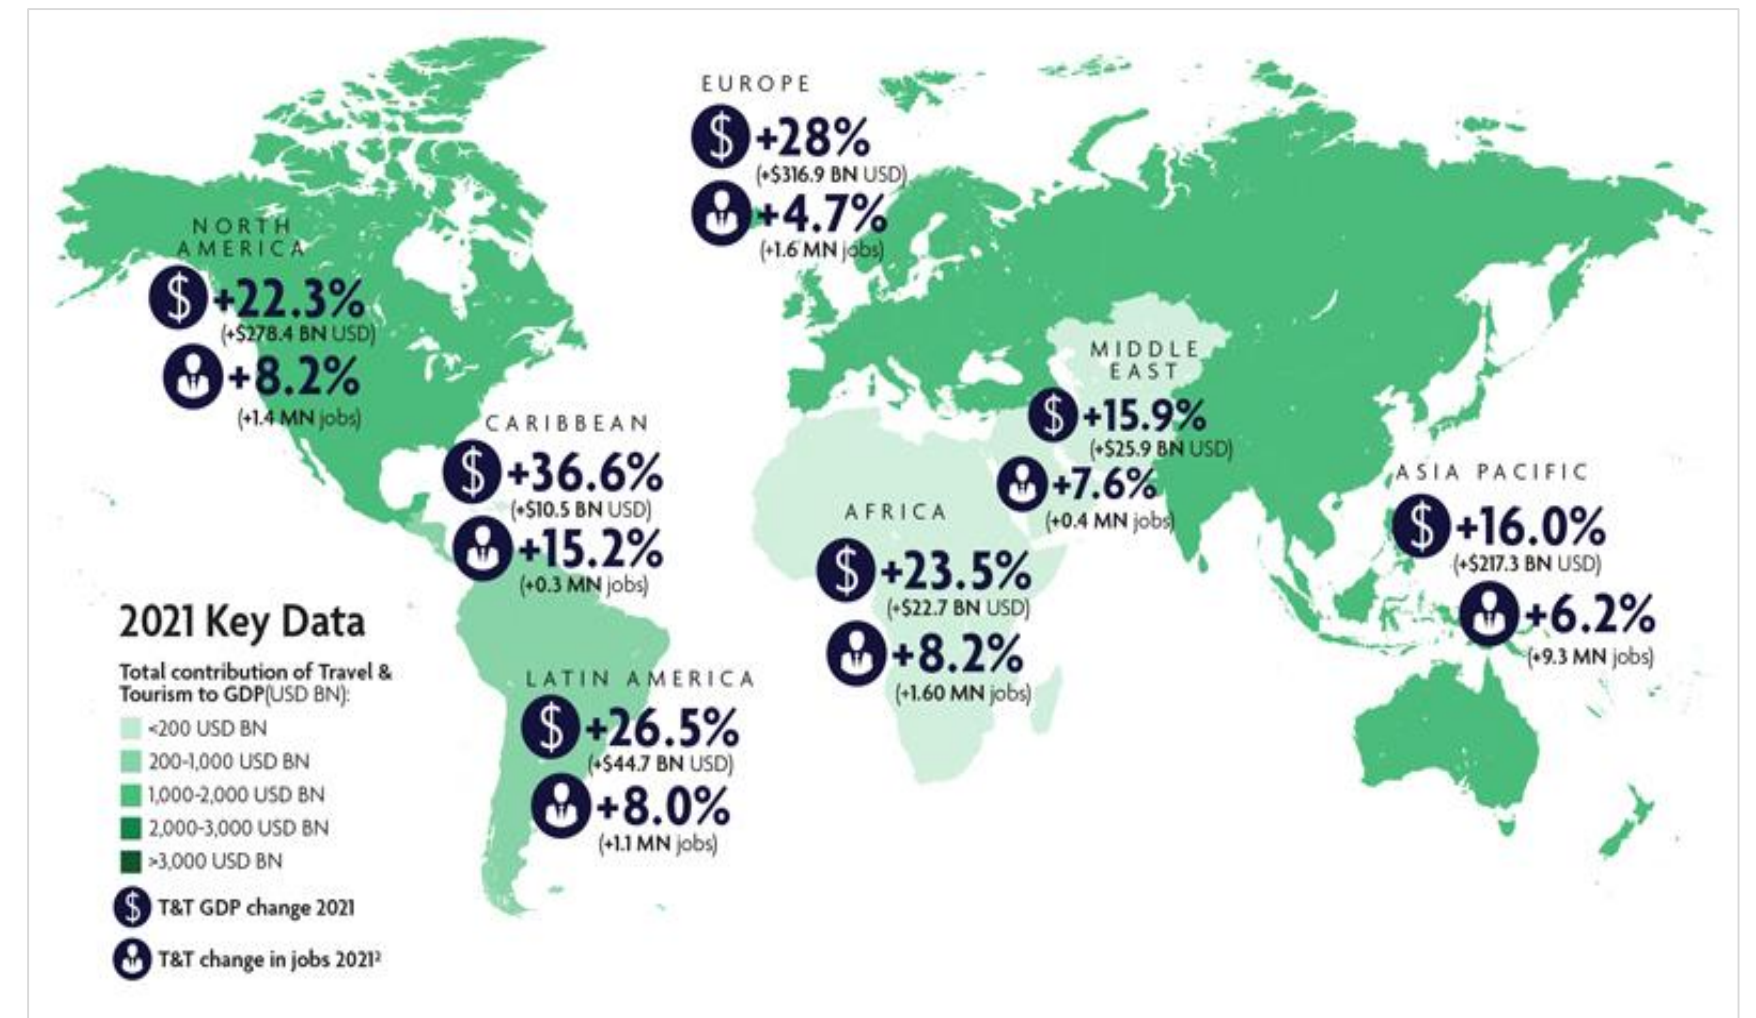 EUROPE
+28%
(+$316.9 BN USD)
+4.7%
(+1.6 MN jobs)
NORTH
AMERICA
+22.3%
(+$278.4 BN USD)
+8.2%
(+1.4 MN jobs)
CARIBBEAN
+36.6%
(+$10.5 BN USD)
+15.2%
(+0.3 MN jobs)
MIDDLE
EAST
+15.9%
(+$25.9 BN USD)
+7.6%
(+0.4 MN jobs)
AFRICA
+23.5%
(+$22.7 BN USD)
+8.2%
(+1.60 MN jobs)
ASIA PACIFIC
+16.0%
(+$217.3 BN USD)
+6.2%
(+9.3 MN jobs)
LATIN AMERICA
+26.5%
(+$44.7 BN USD)
+8.0%
(+1.1 MN jobs)
2021 Key Data
Total contribution of Travel &
Tourism to GDP(USD BN):
<200 USD BN
200-1,000 USD BN
1,000-2,000 USD BN
2,000-3,000 USD BN
>3,000 USD BN
$ T&T GDP change 2021
T&T change in jobs 2021²